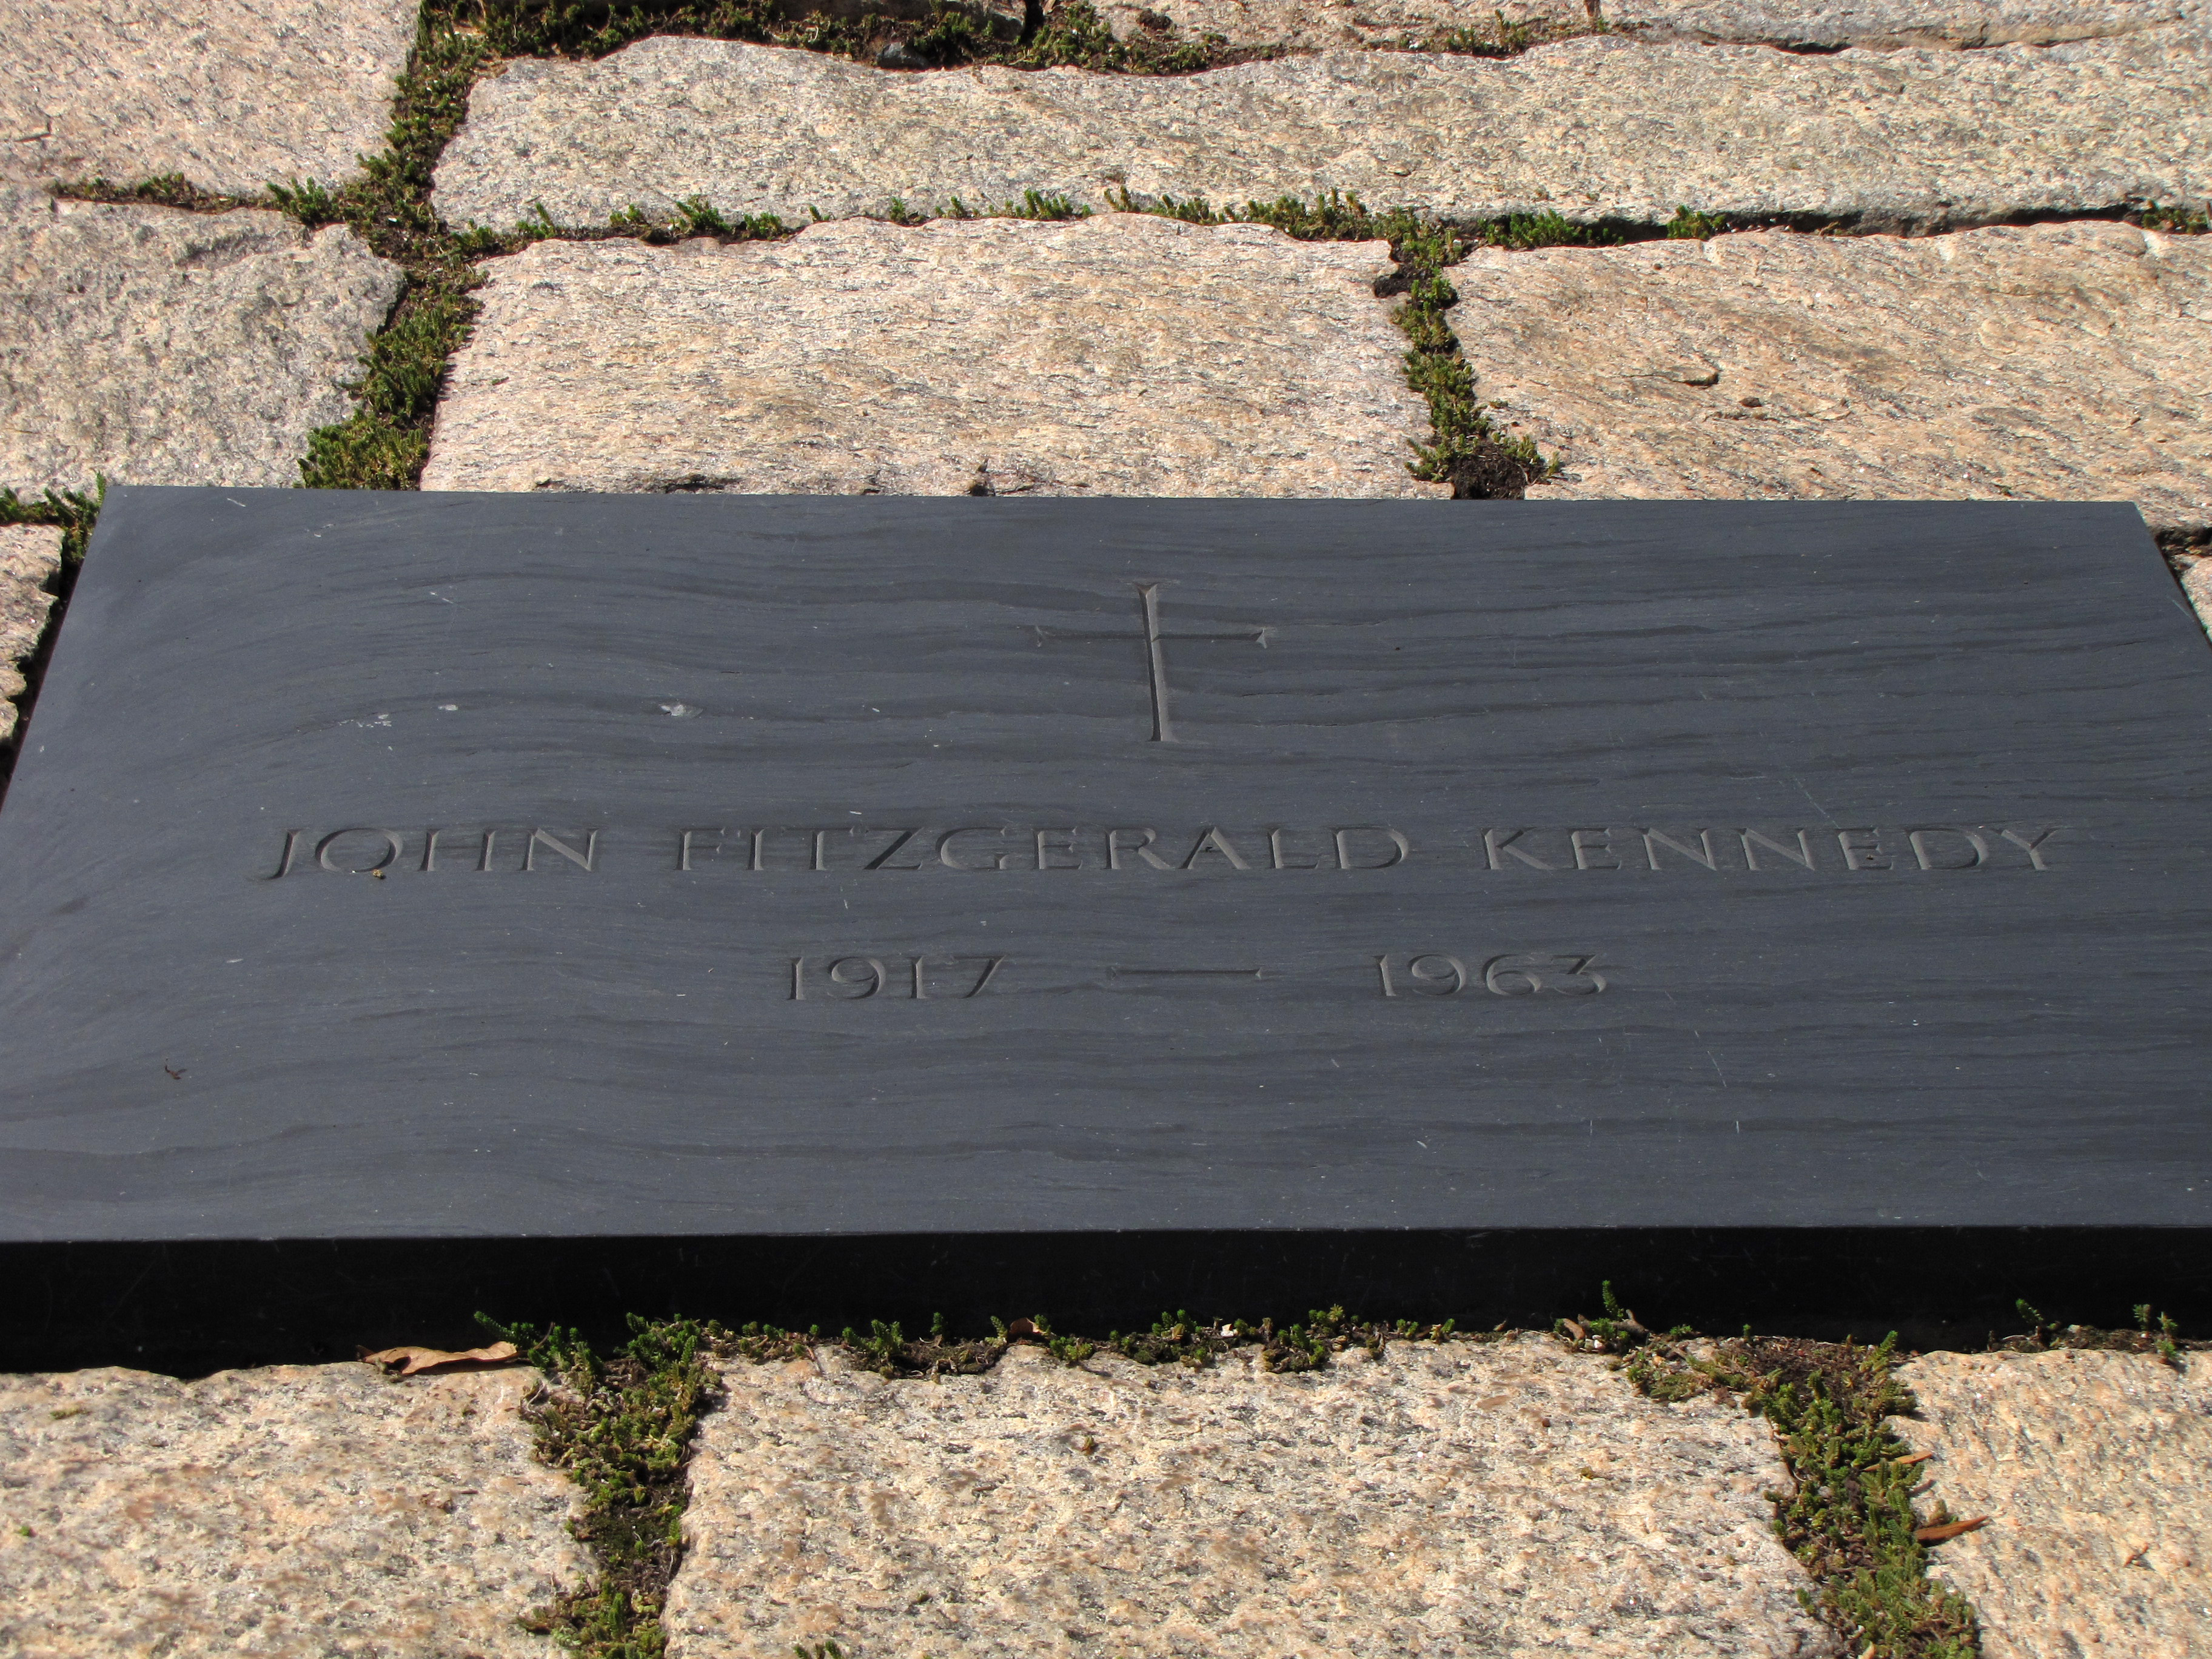 JOHN FITZGERALD KENNEDY
1917 — 1963